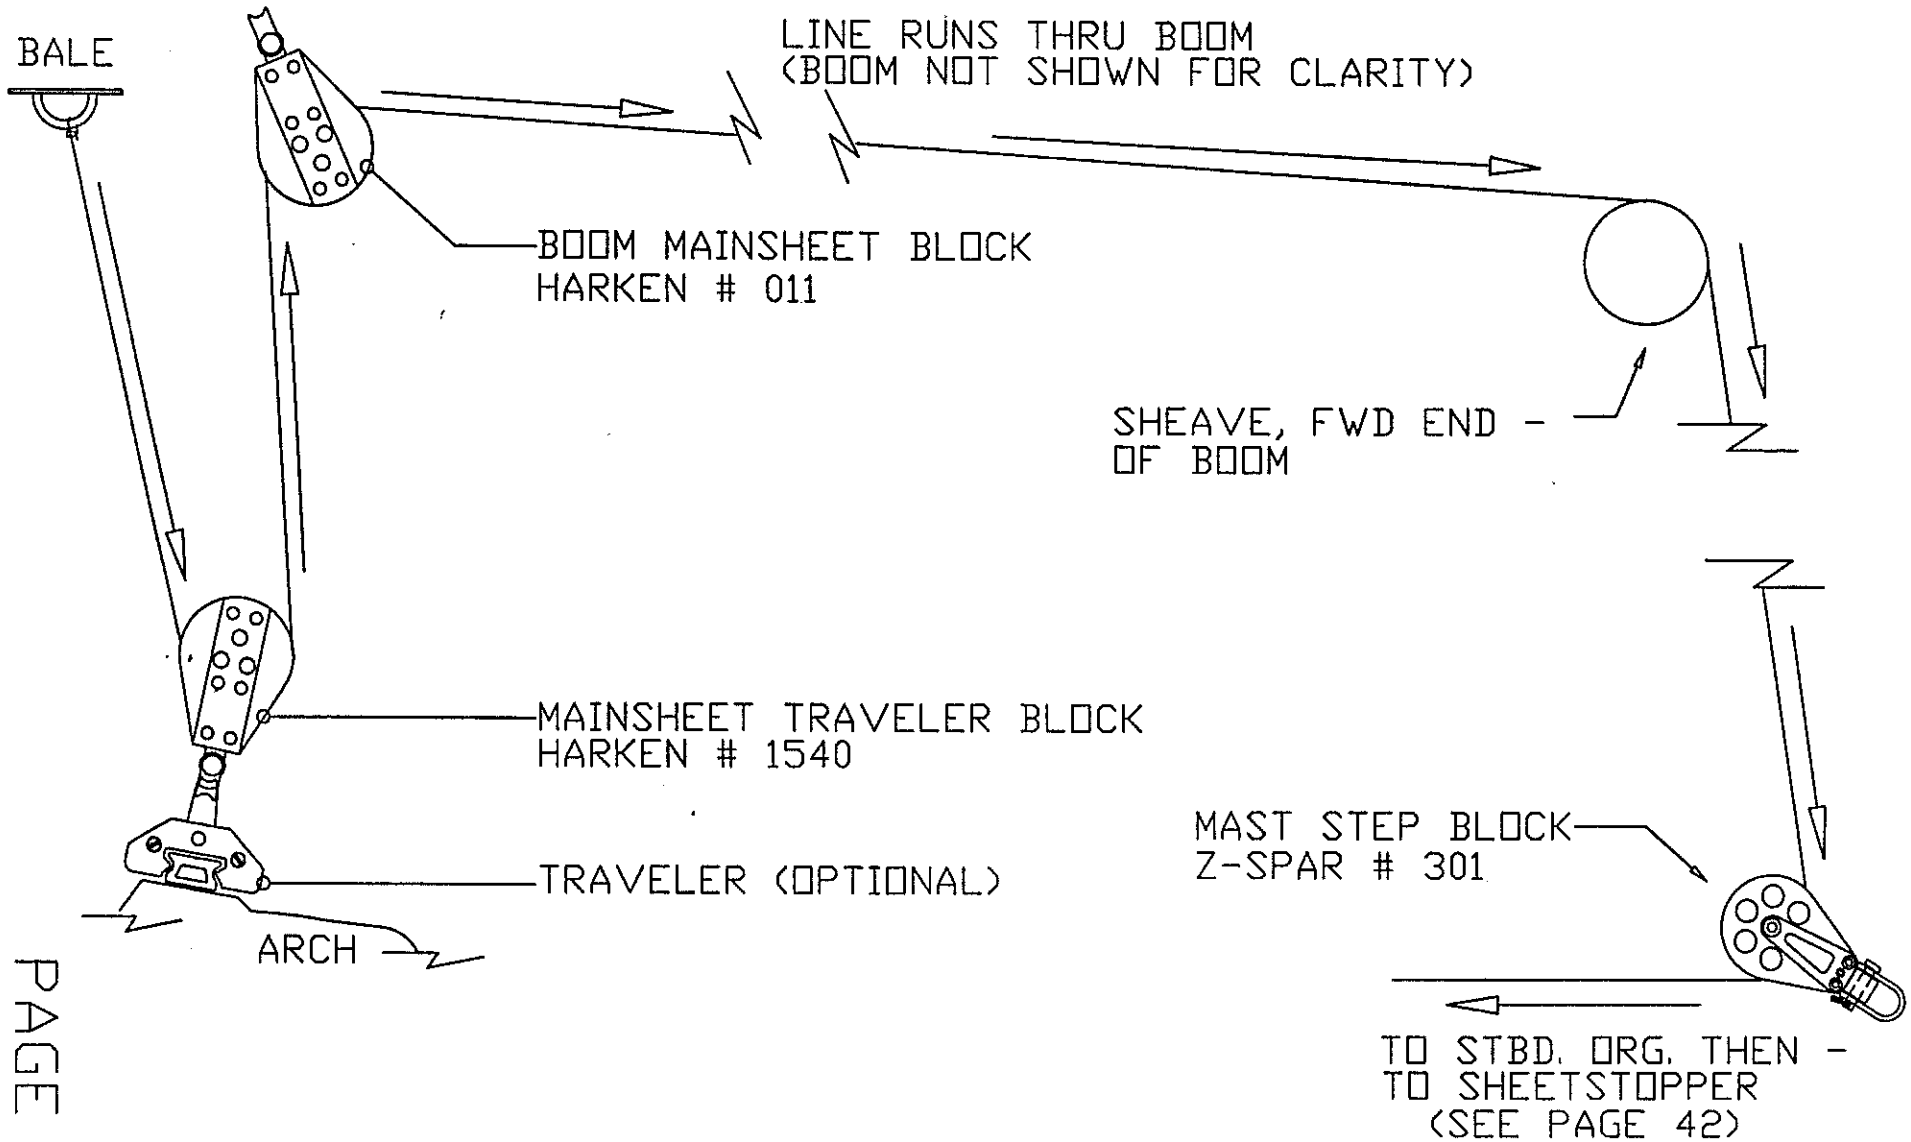 BALE
LINE RUNS THRU BOOM
(BOOM NOT SHOWN FOR CLARITY)
BOOM MAINSHEET BLOCK
HARKEN # 011
SHEAVE, FWD END -
OF BOOM
MAINSHEET TRAVELER BLOCK
HARKEN # 1540
MAST STEP BLOCK
Z-SPAR # 301
TRAVELER (OPTIONAL)
ARCH
TO STBD. ORG. THEN -
TO SHEETSTOPPER
(SEE PAGE 42)
PAGE